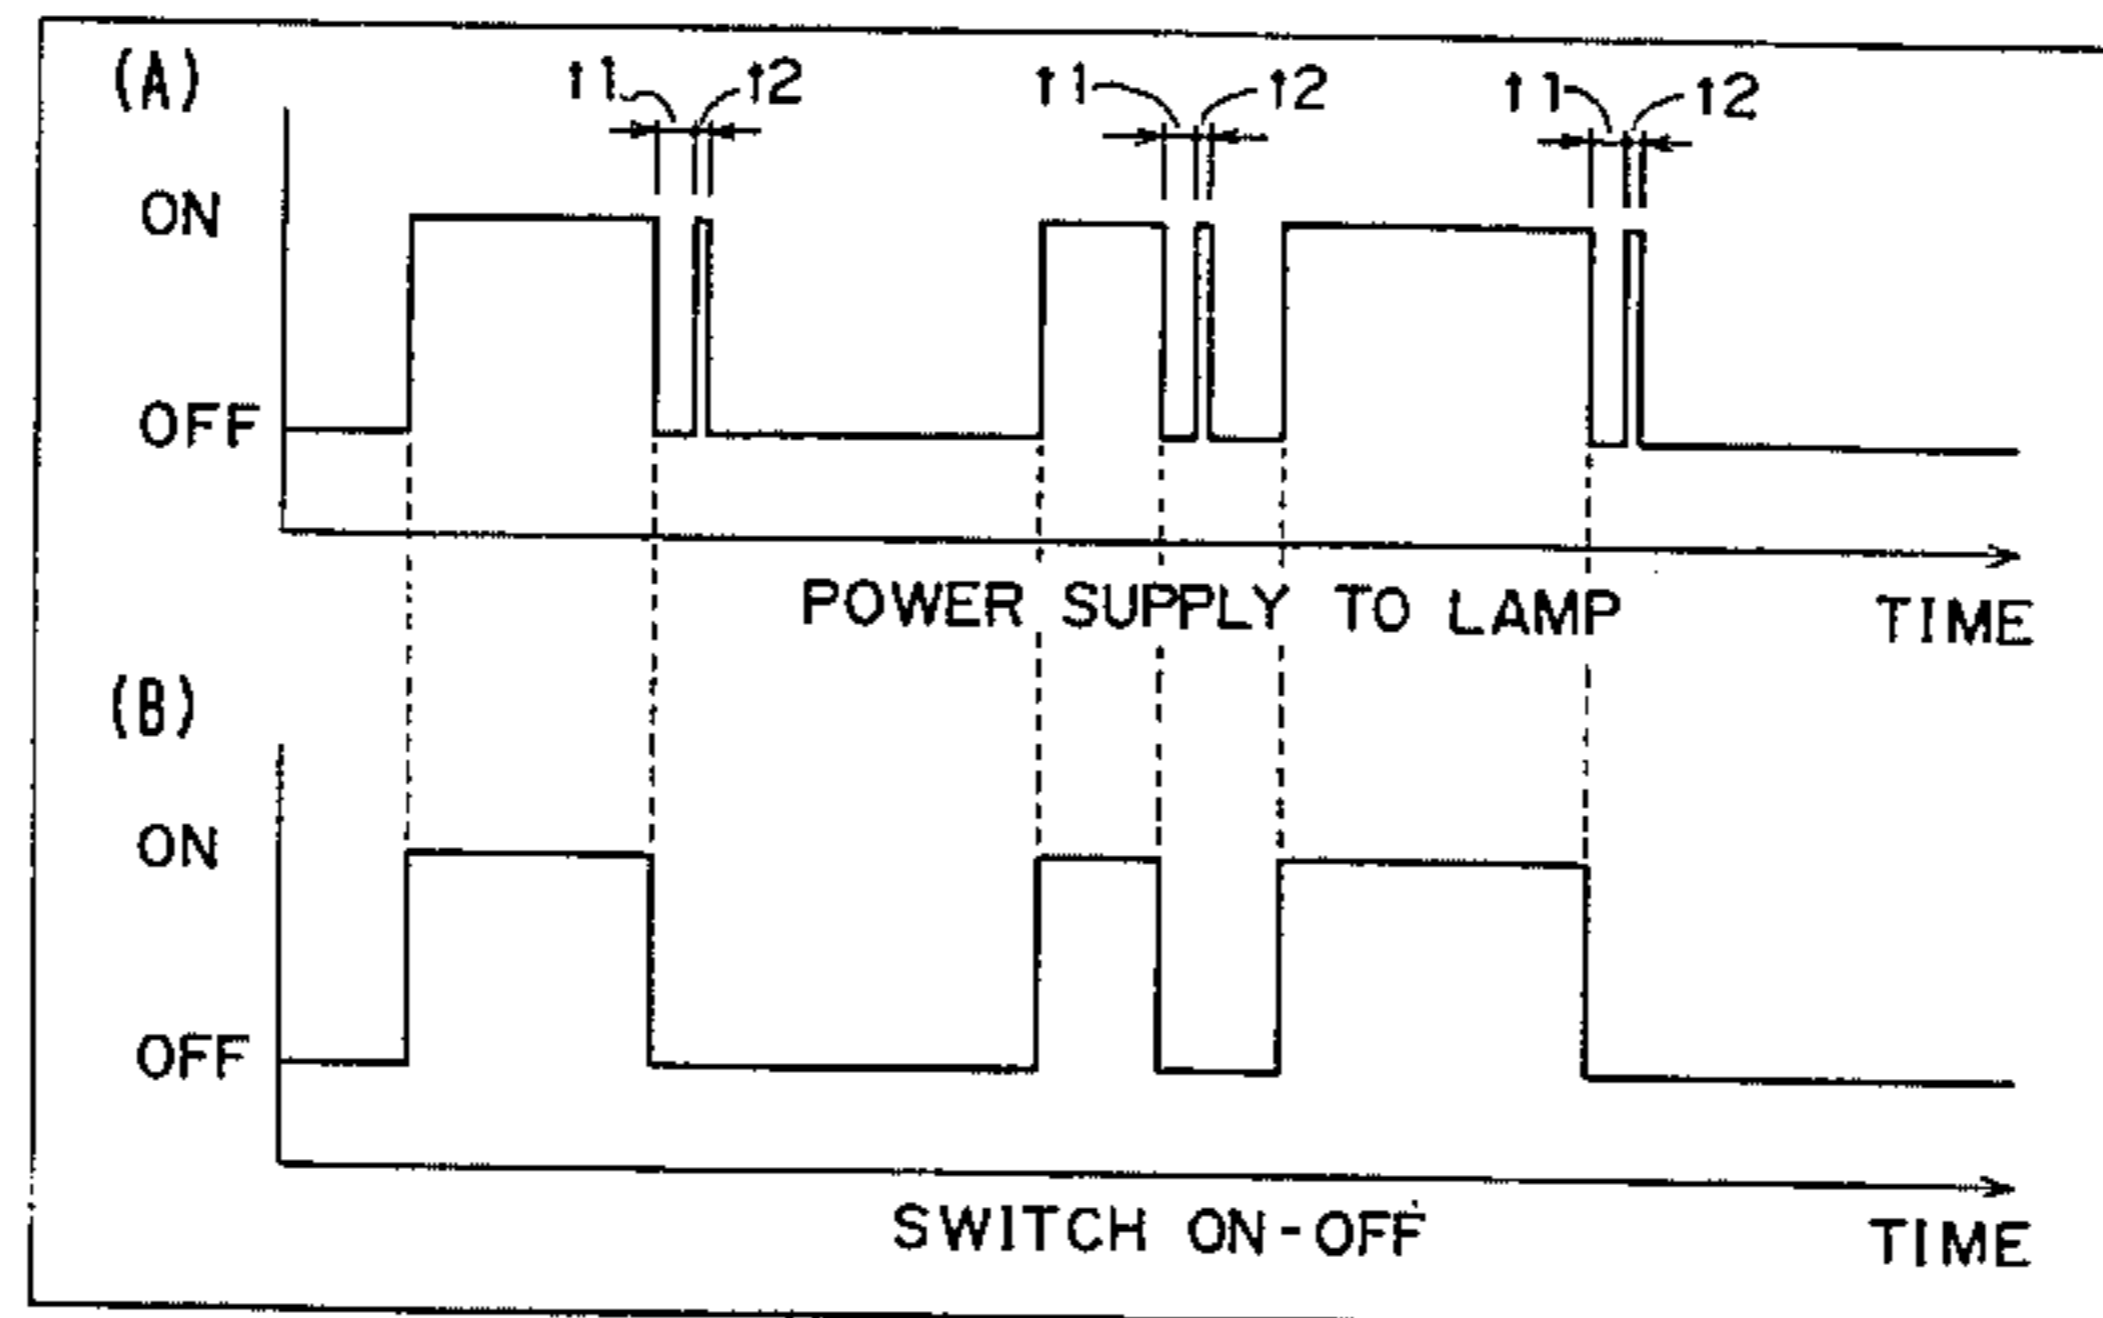 (A)
t1 t2 t1 t2 t1 t2
ON
OFF
POWER SUPPLY TO LAMP
TIME
(B)
ON
OFF
SWITCH ON-OFF
TIME